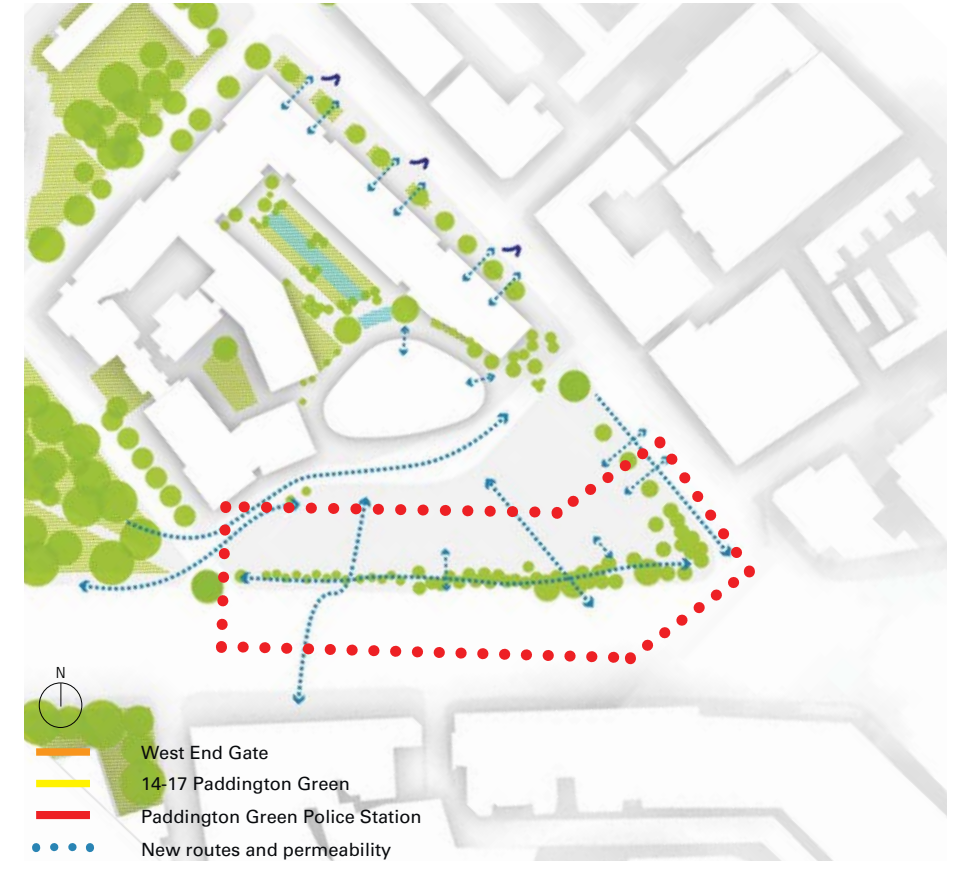 N
West End Gate
14-17 Paddington Green
Paddington Green Police Station
New routes and permeability